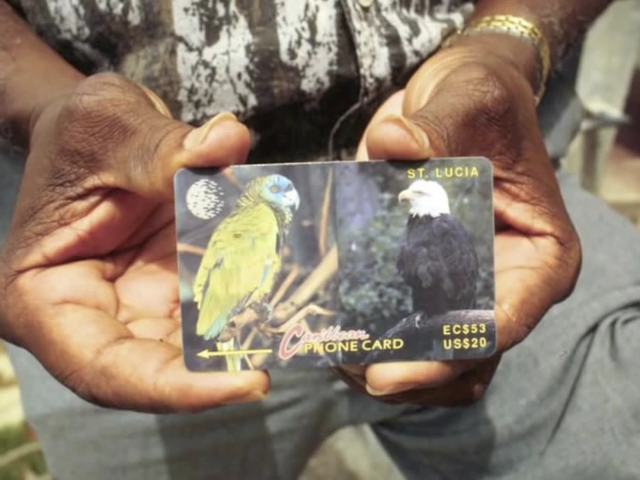 ST. LUCIA
Caribbean
PHONE CARD
EC$53
US$20